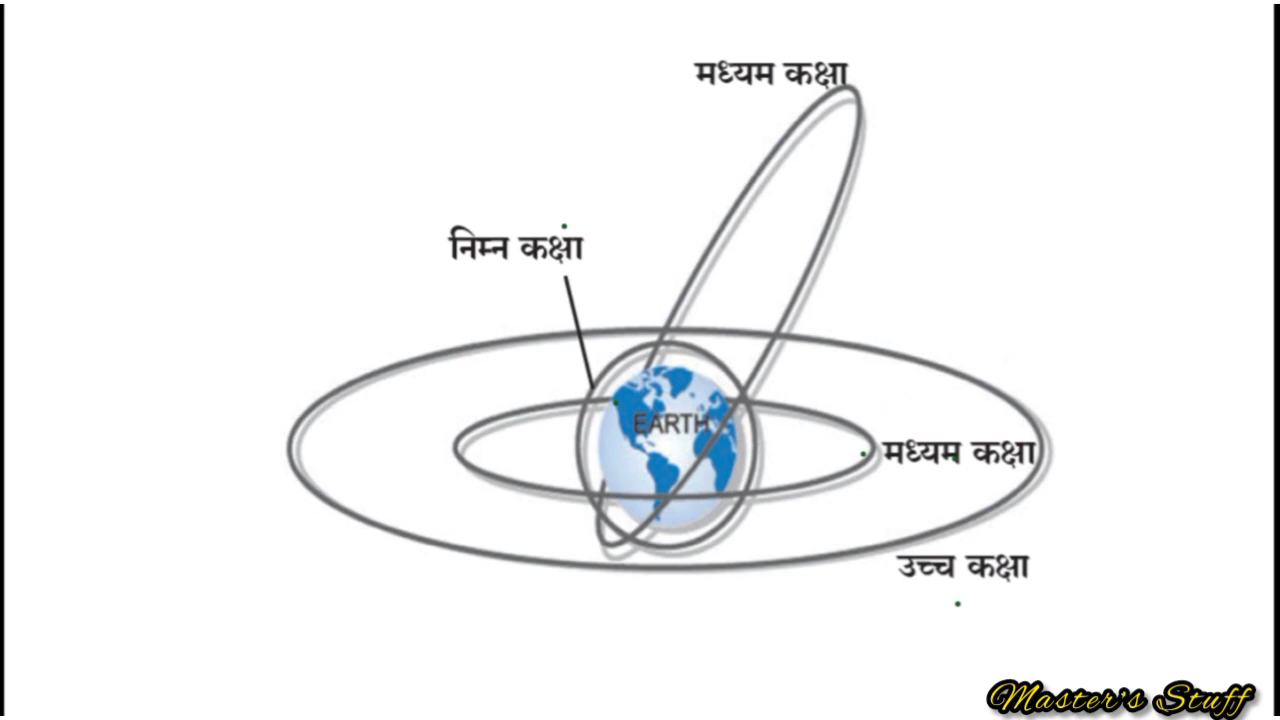 मध्यम कक्षा
निम्न कक्षा
EARTH
मध्यम कक्षा
उच्च कक्षा
Master's Stuff